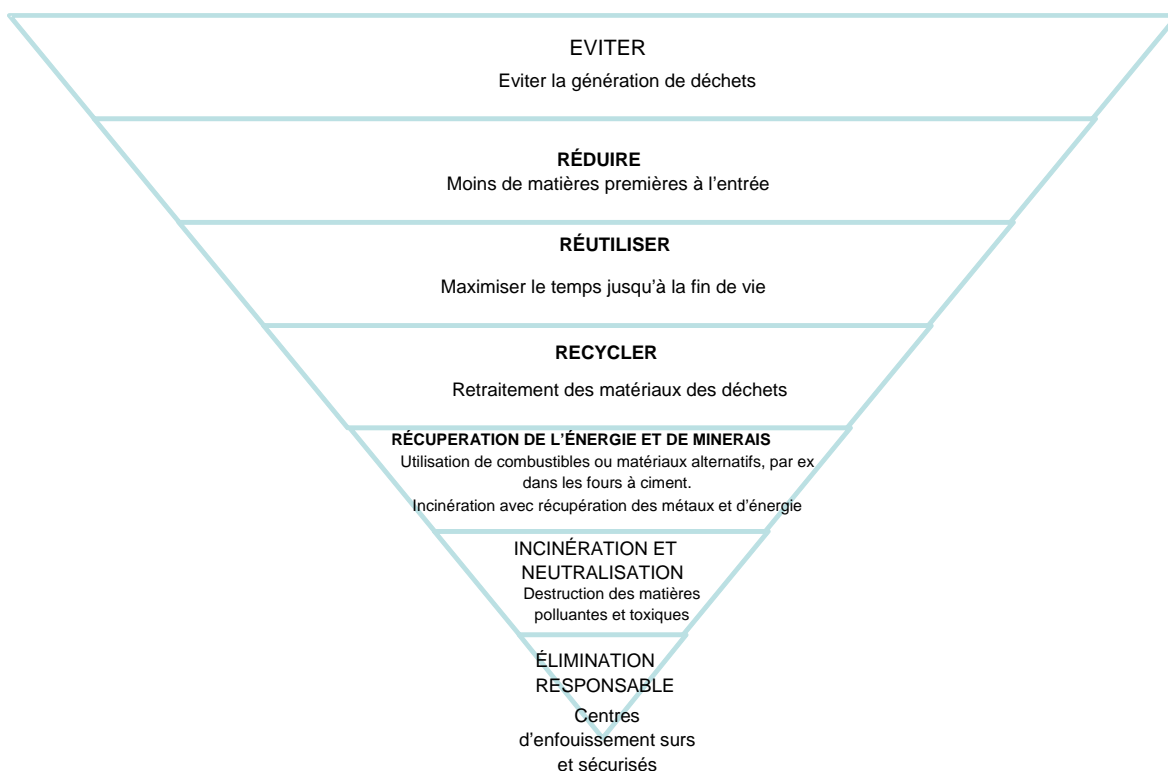 EVITER
Eviter la génération de déchets
RÉDUIRE
Moins de matières premières à l'entrée
RÉUTILISER
Maximiser le temps jusqu'à la fin de vie
RECYCLER
Retraitement des matériaux des déchets
RÉCUPERATION DE L'ÉNERGIE ET DE MINERAIS
Utilisation de combustibles ou matériaux alternatifs, par ex
dans les fours à ciment.
Incinération avec récupération des métaux et d'énergie
INCINÉRATION ET
NEUTRALISATION
Destruction des matières
polluantes et toxiques
ÉLIMINATION
RESPONSABLE
Centres
d'enfouissement surs
et sécurisés